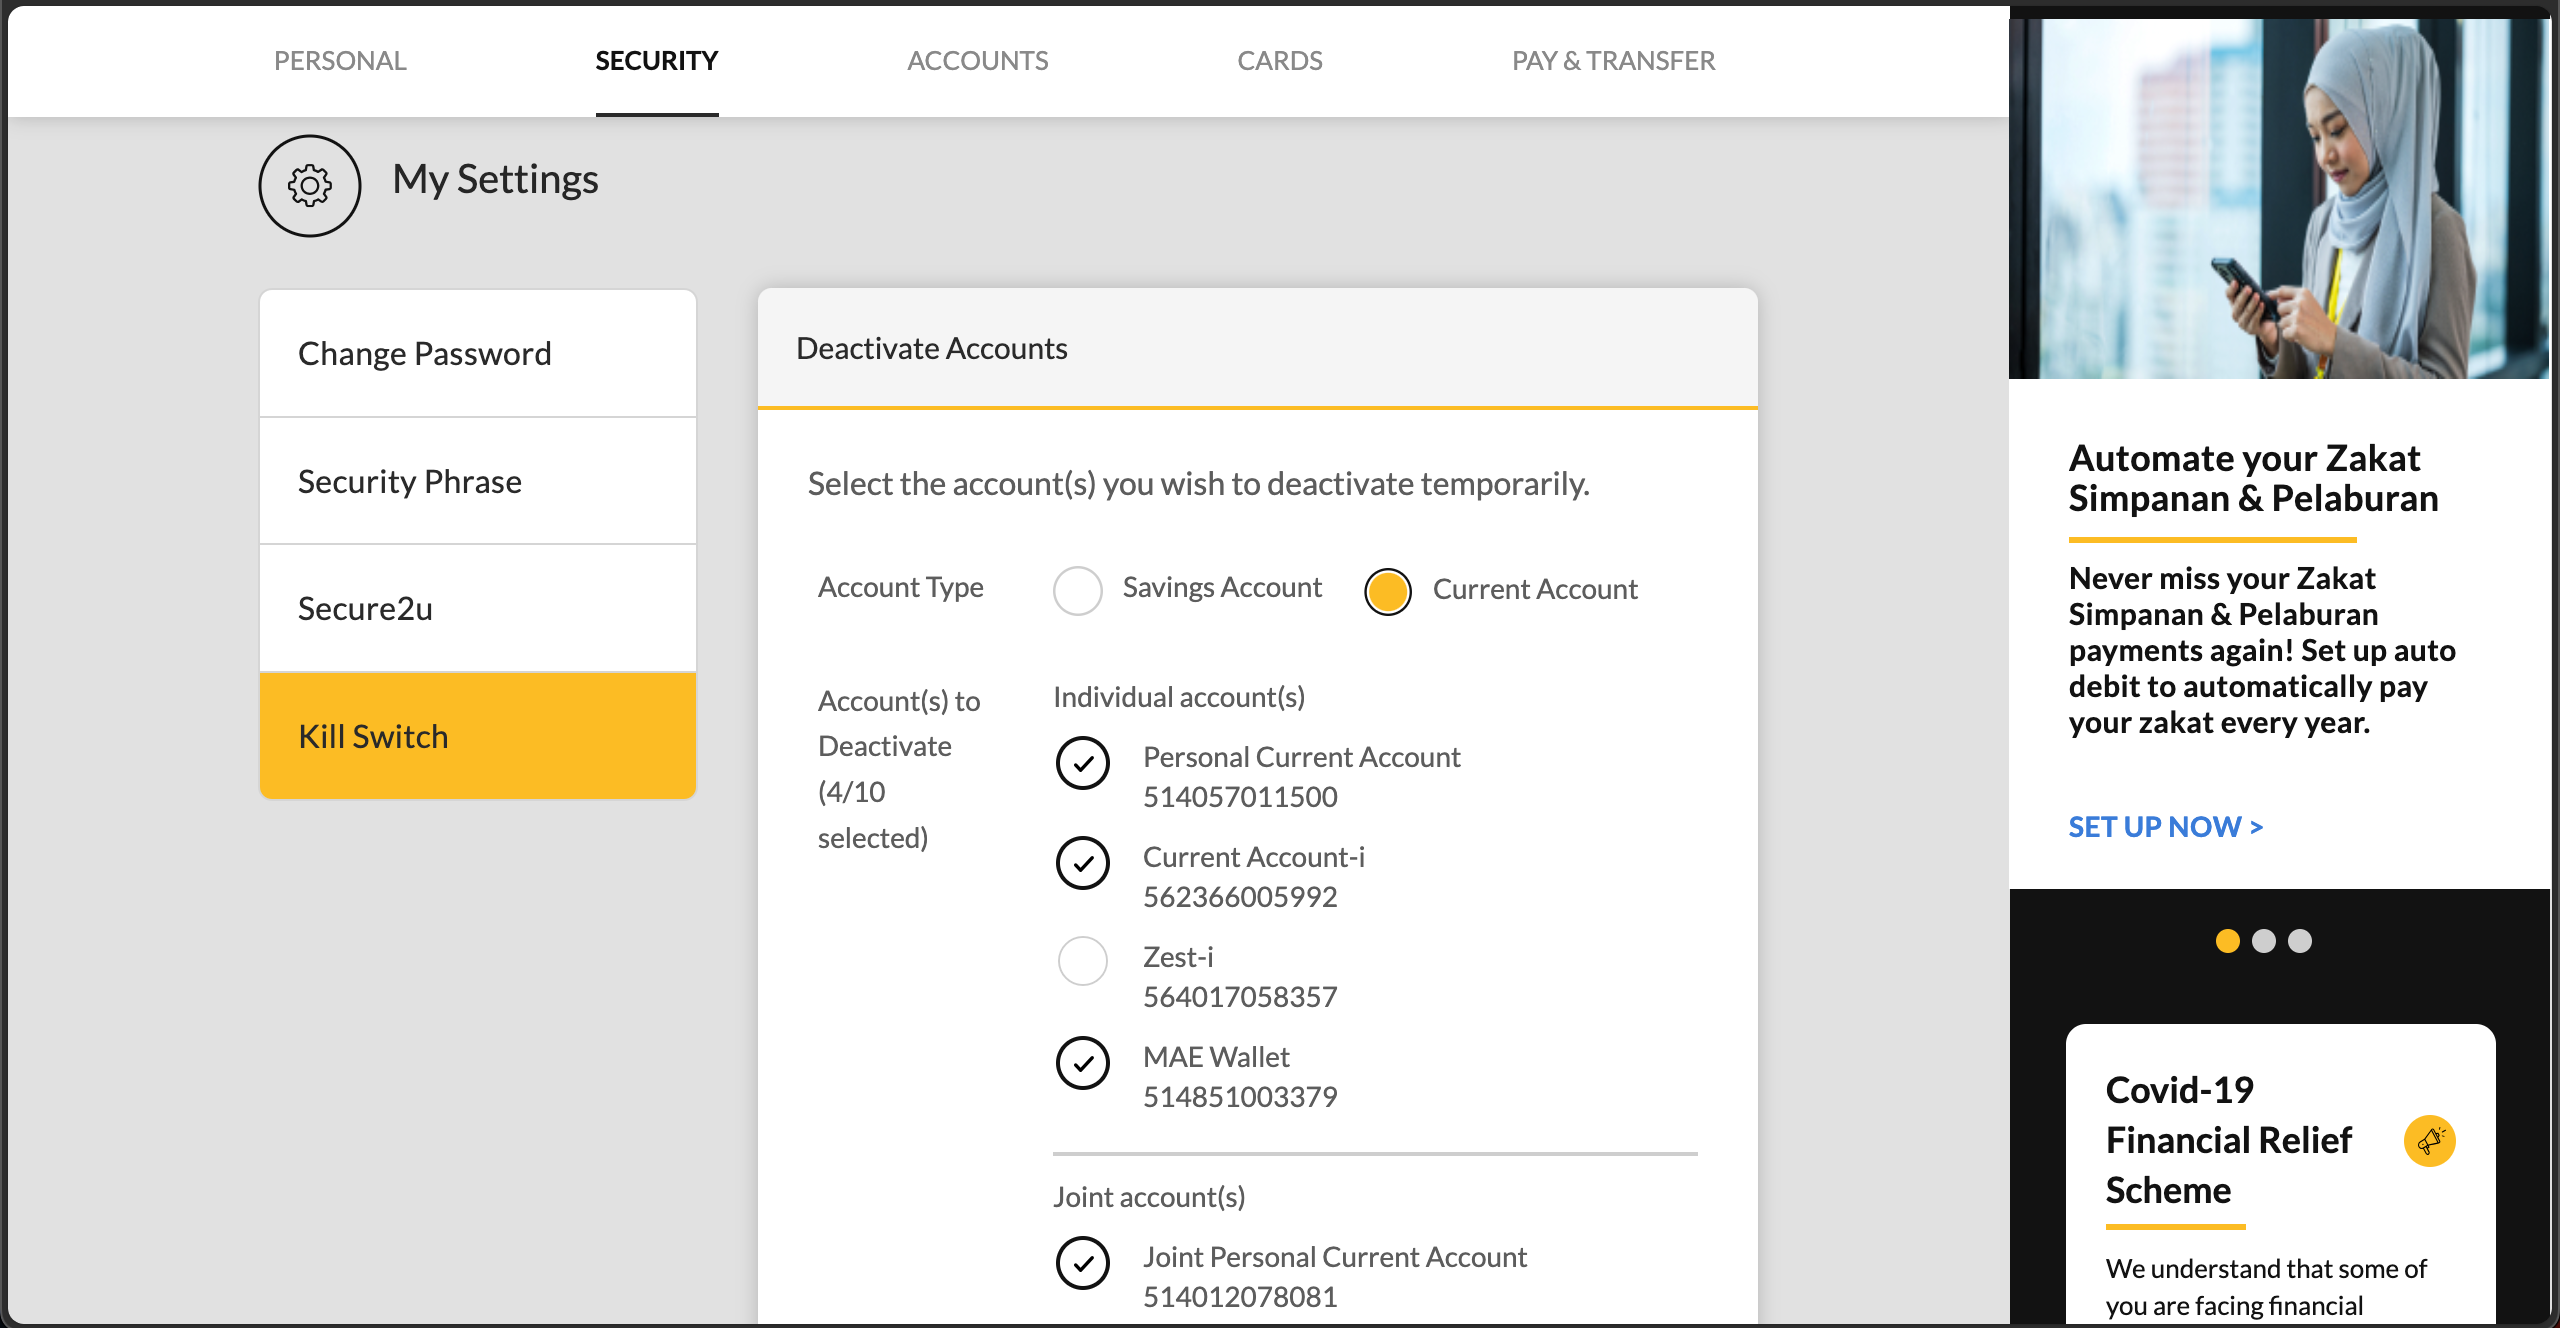 PERSONAL
SECURITY
ACCOUNTS
CARDS
PAY & TRANSFER
My Settings
Change Password
Security Phrase
Secure2u
Kill Switch
Deactivate Accounts
Select the account(s) you wish to deactivate temporarily.
Account Type
Savings Account
Current Account
Account(s) to
Deactivate
(4/10
selected)
Individual account(s)
Personal Current Account
514057011500
Current Account-i
562366005992
Zest-i
564017058357
MAE Wallet
514851003379
Joint account(s)
Joint Personal Current Account
514012078081
Automate your Zakat
Simpanan & Pelaburan
Never miss your Zakat
Simpanan & Pelaburan
payments again! Set up auto
debit to automatically pay
your zakat every year.
SET UP NOW >
Covid-19
Financial Relief
Scheme
We understand that some of
you are facing financial